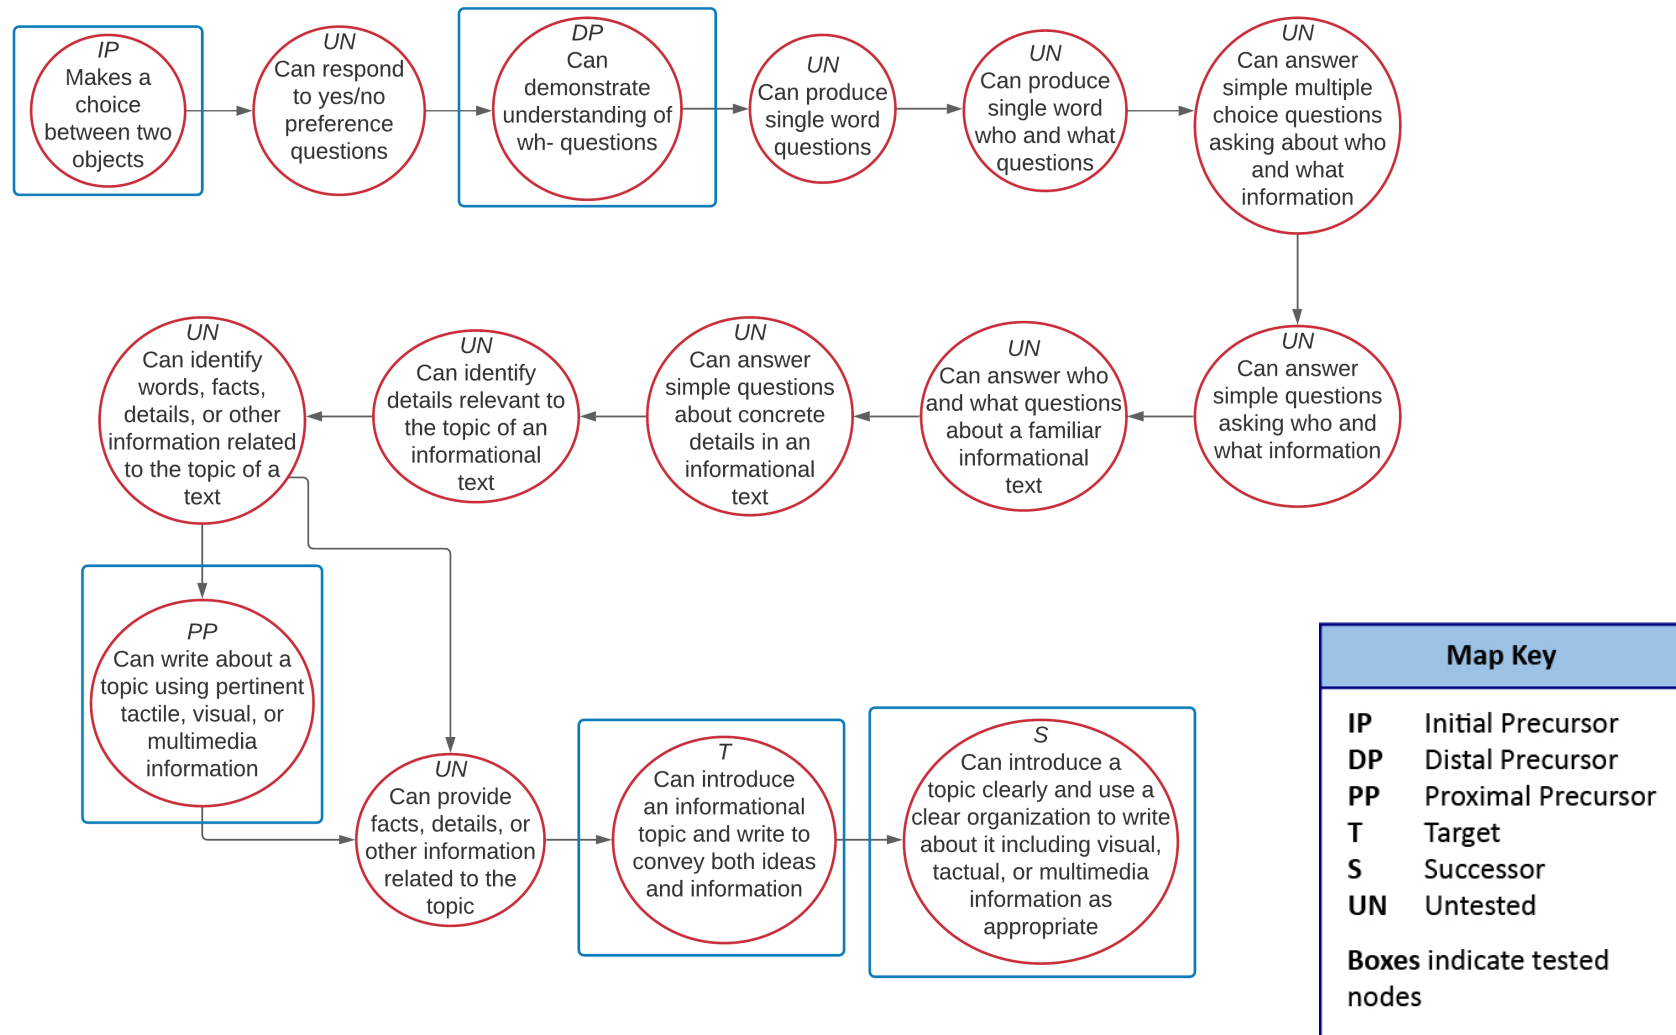 IP
Makes a
choice
between two
objects
UN
Can respond
to yes/no
preference
questions
DP
Can
demonstrate
understanding of
wh- questions
UN
Can produce
single word
questions
UN
Can produce
single word
who and what
questions
UN
Can answer
simple multiple
choice questions
asking about who
and what
information
UN
Can answer
simple questions
asking who and
what information
UN
Can answer who
and what questions
about a familiar
informational
text
UN
Can answer
simple questions
about concrete
details in an
informational
text
UN
Can identify
details relevant to
the topic of an
informational
text
UN
Can identify
words, facts,
details, or other
information related
to the topic of a
text
PP
Can write about a
topic using pertinent
tactile, visual, or
multimedia
information
UN
Can provide
facts, details, or
other information
related to the
topic
T
Can introduce
an informational
topic and write to
convey both ideas
and information
S
Can introduce a
topic clearly and use a
clear organization to write
about it including visual,
tactual, or multimedia
information as
appropriate
Map Key
IP Initial Precursor
DP Distal Precursor
PP Proximal Precursor
T Target
S Successor
UN Untested
Boxes indicate tested
nodes